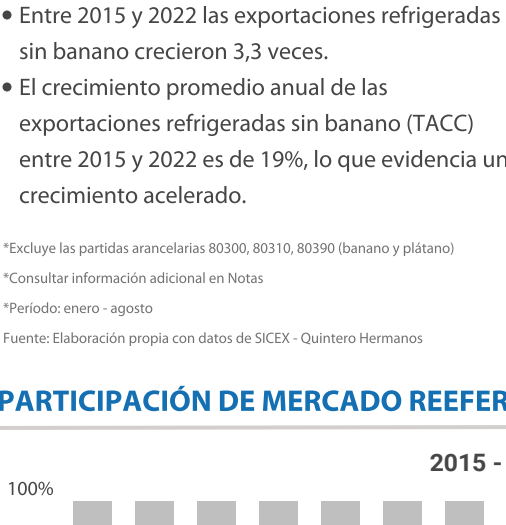 • Entre 2015 y 2022 las exportaciones refrigeradas
sin banano crecieron 3,3 veces.
• El crecimiento promedio anual de las
exportaciones refrigeradas sin banano (TACC)
entre 2015 y 2022 es de 19%, lo que evidencia un
crecimiento acelerado.
*Excluye las partidas arancelarias 80300, 80310, 80390 (banano y plátano)
*Consultar información adicional en Notas
*Período: enero - agosto
Fuente: Elaboración propia con datos de SICEX - Quintero Hermanos
PARTICIPACIÓN DE MERCADO REEFER
2015 -
100%